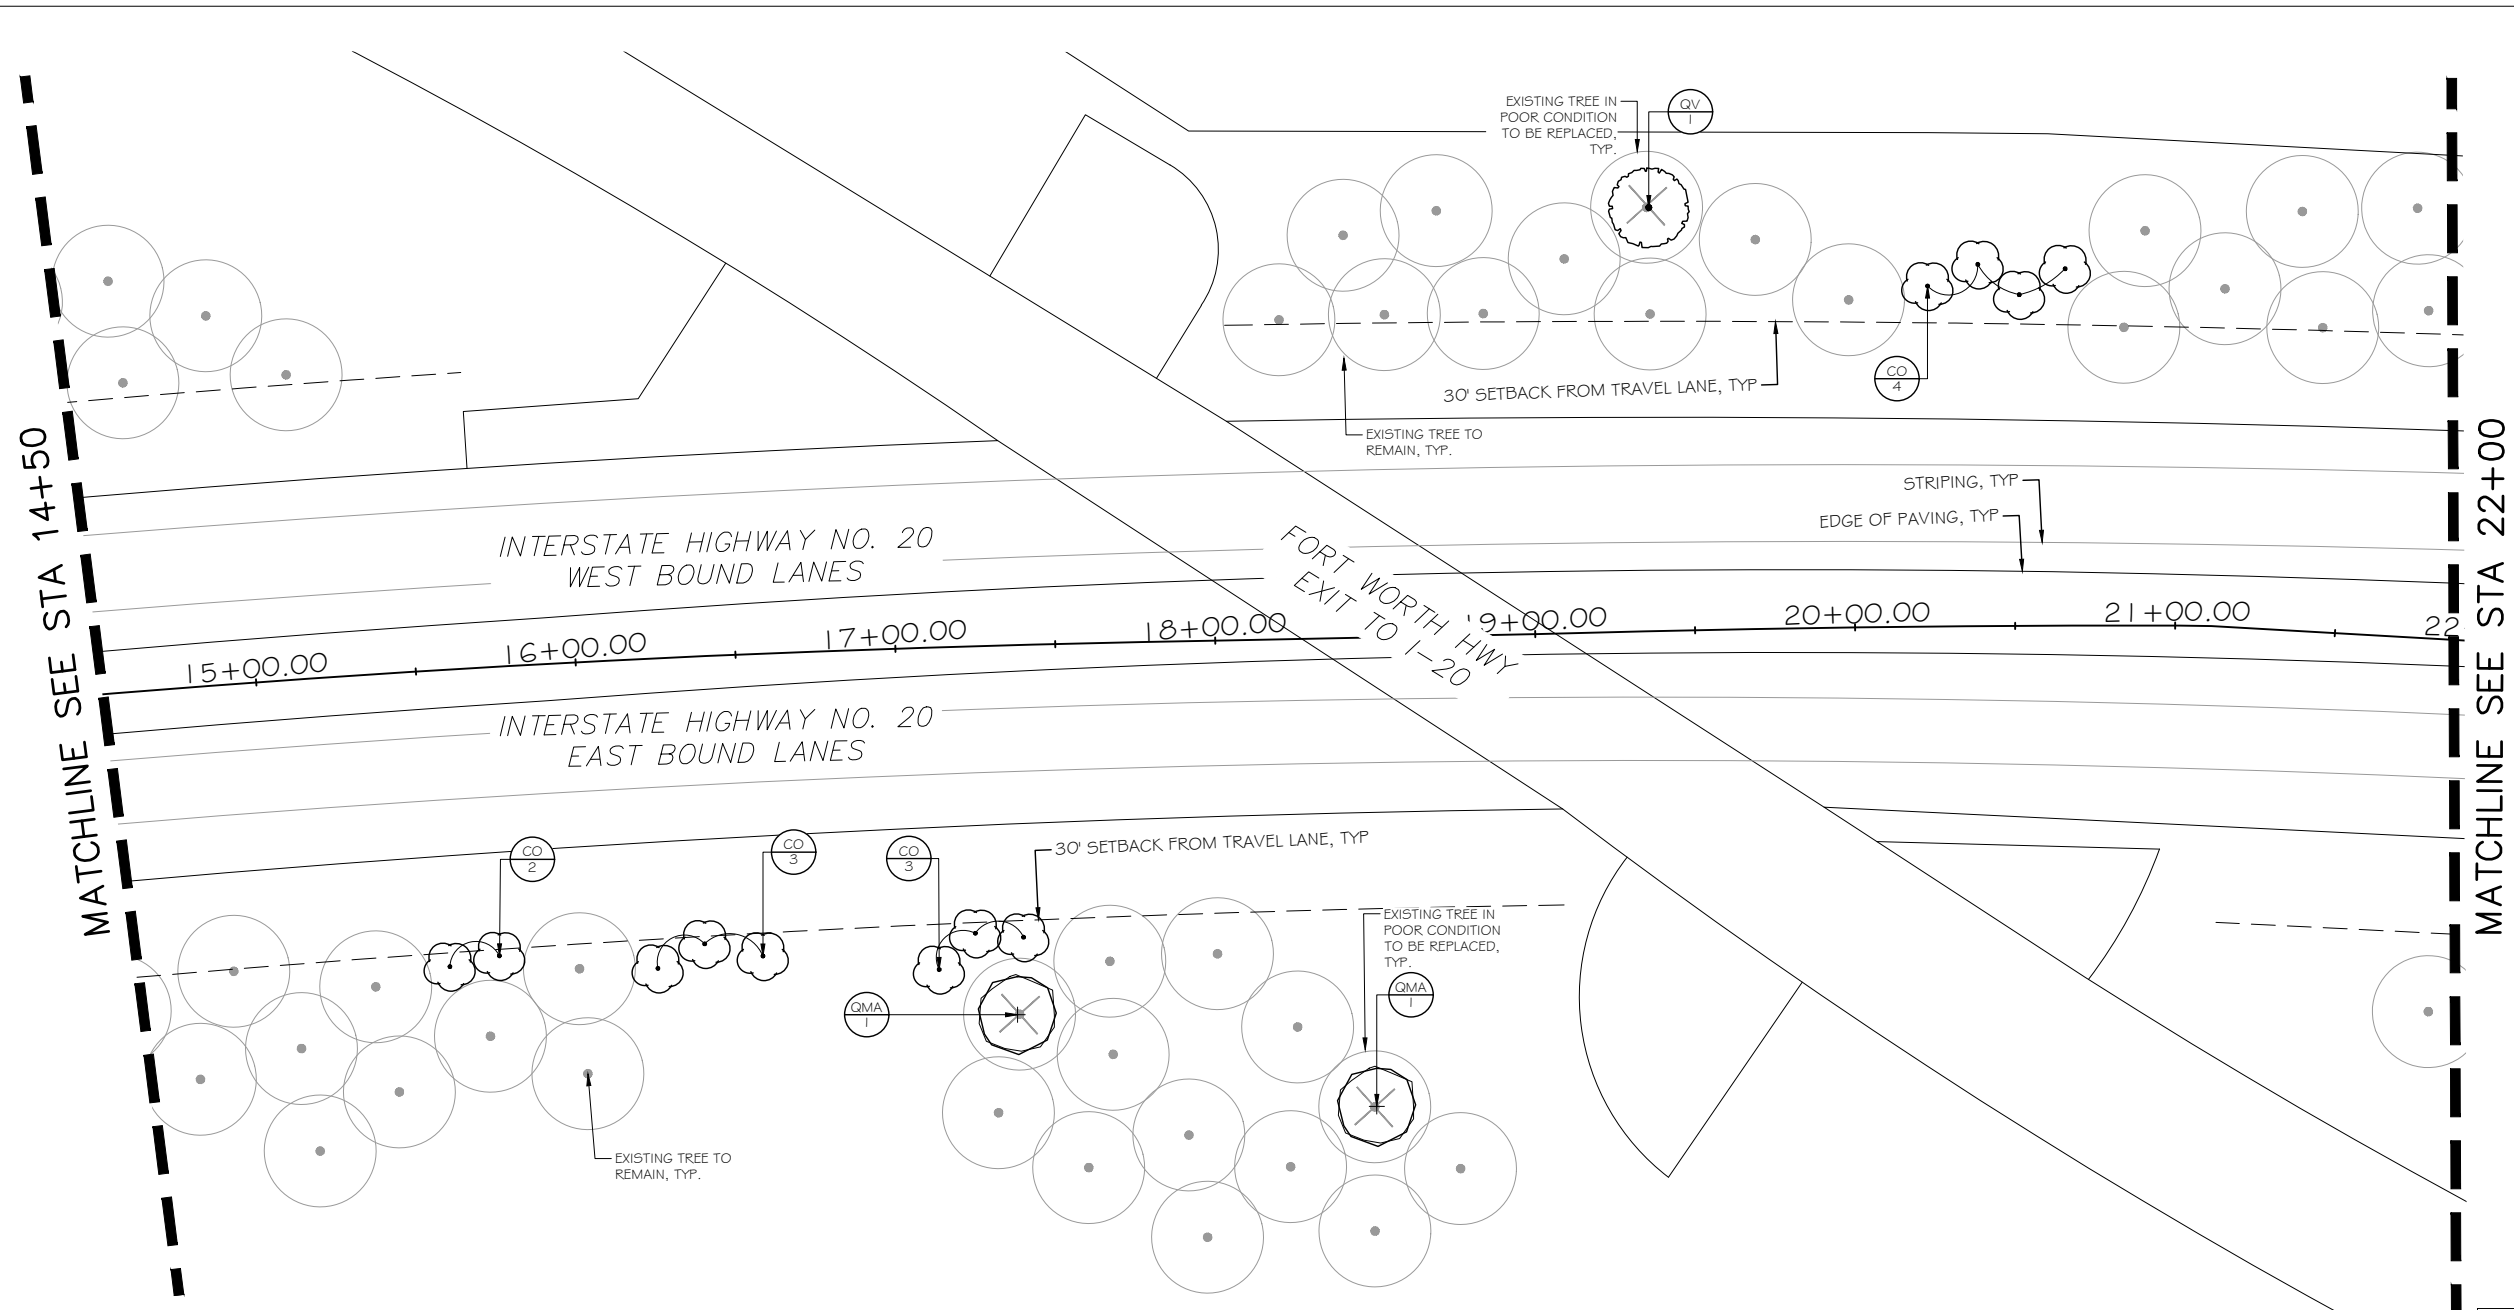 EXISTING TREE IN
POOR CONDITION
TO BE REPLACED,
TYP.
QV
1
30' SETBACK FROM TRAVEL LANE, TYP
CO
4
EXISTING TREE TO
REMAIN, TYP.
STRIPING, TYP
EDGE OF PAVING, TYP
MATCHLINE SEE STA 14+50
MATCHLINE SEE STA 22+00
INTERSTATE HIGHWAY NO. 20
WEST BOUND LANES
FORT WORTH HWY
EXIT TO I-20
15+00.00
16+00.00
17+00.00
18+00.00
19+00.00
20+00.00
21+00.00
22
INTERSTATE HIGHWAY NO. 20
EAST BOUND LANES
CO
2
CO
3
CO
3
30' SETBACK FROM TRAVEL LANE, TYP
EXISTING TREE IN
POOR CONDITION
TO BE REPLACED,
TYP.
QMA
1
QMA
1
EXISTING TREE TO
REMAIN, TYP.